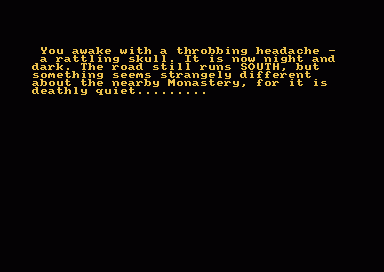 You awake with a throbbing headache -
a rattling skull. It is now night and
dark. The road still runs SOUTH, but
something seems strangely different
about the nearby Monastery, for it is
deathly quiet.........